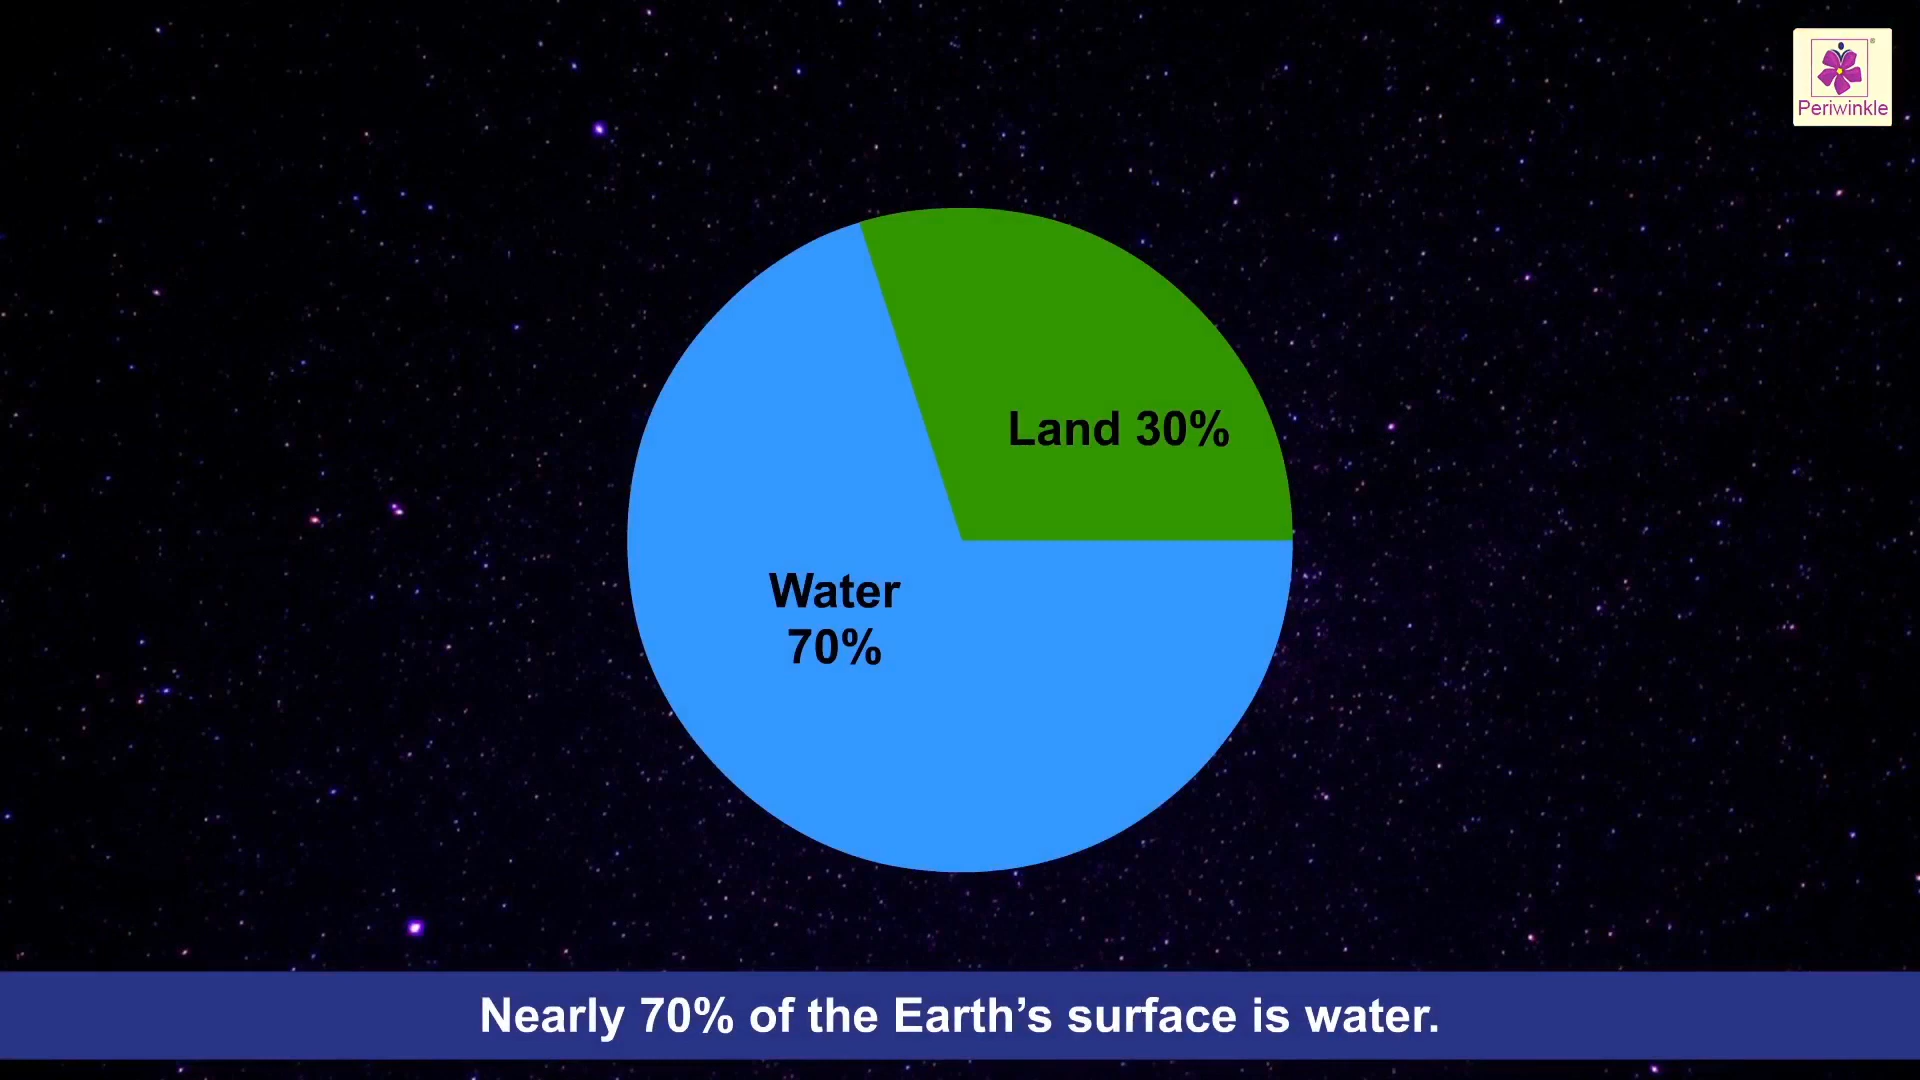 Periwinkle
Land 30%
Water
70%
Nearly 70% of the Earth’s surface is water.